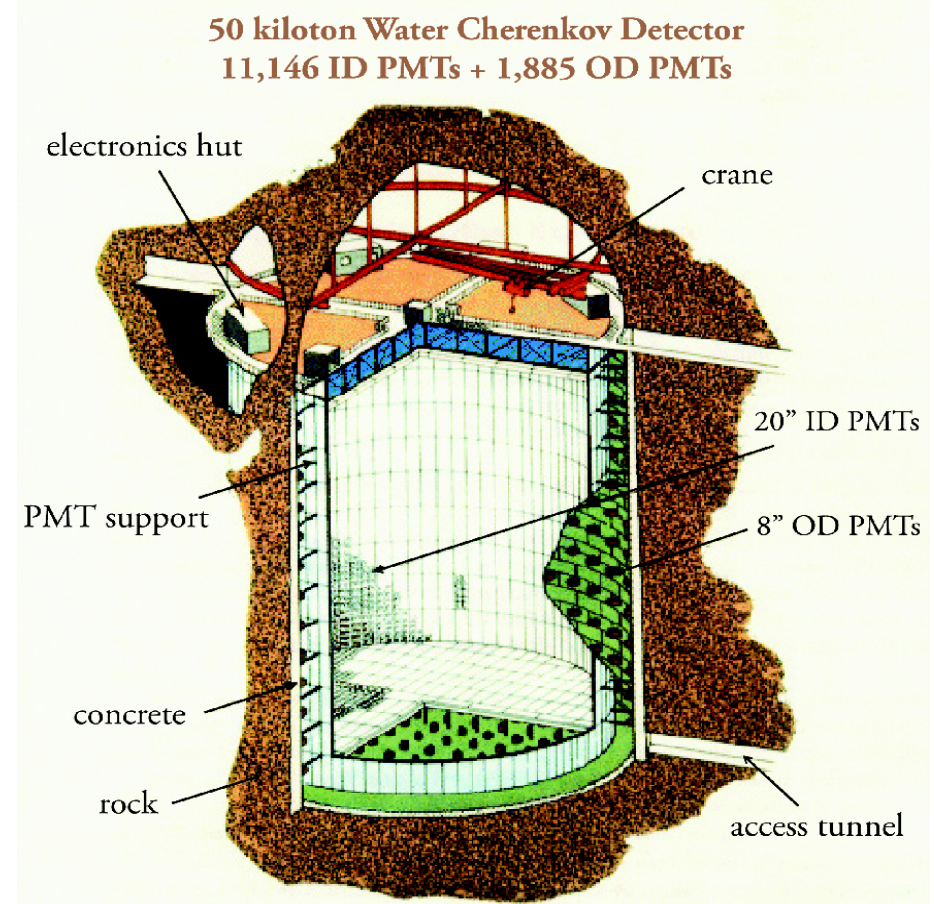 50 kiloton Water Cherenkov Detector
11,146 ID PMTs + 1,885 OD PMTs
electronics hut
crane
20” ID PMTs
PMT support
8” OD PMTs
concrete
rock
access tunnel